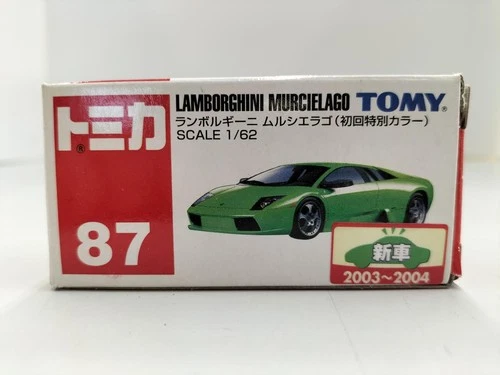 トミカ®
87
LAMBORGHINI MURCIELAGO TOMY®
ランボルギーニ ムルシエラゴ(初回特別カラー)
SCALE 1/62
新車
2003~2004